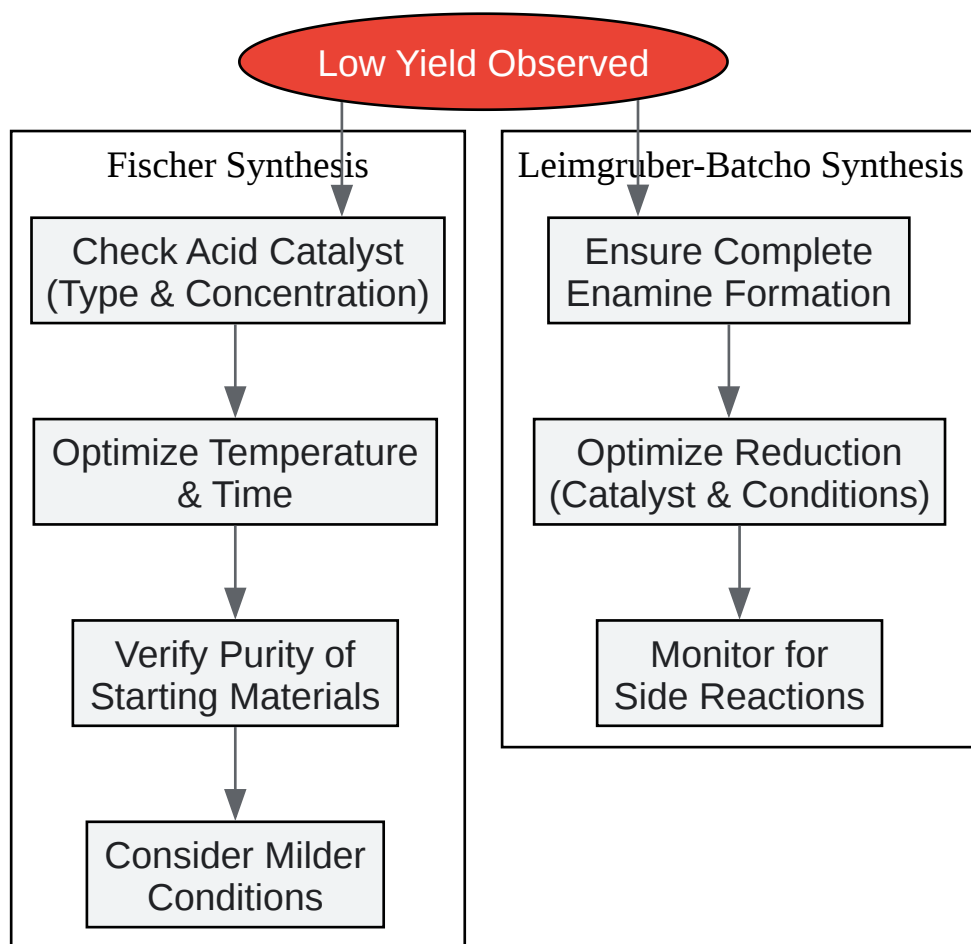 Low Yield Observed
Fischer Synthesis
Check Acid Catalyst
(Type & Concentration)
Optimize Temperature
& Time
Verify Purity of
Starting Materials
Consider Milder
Conditions
Leimgruber-Batcho Synthesis
Ensure Complete
Enamine Formation
Optimize Reduction
(Catalyst & Conditions)
Monitor for
Side Reactions